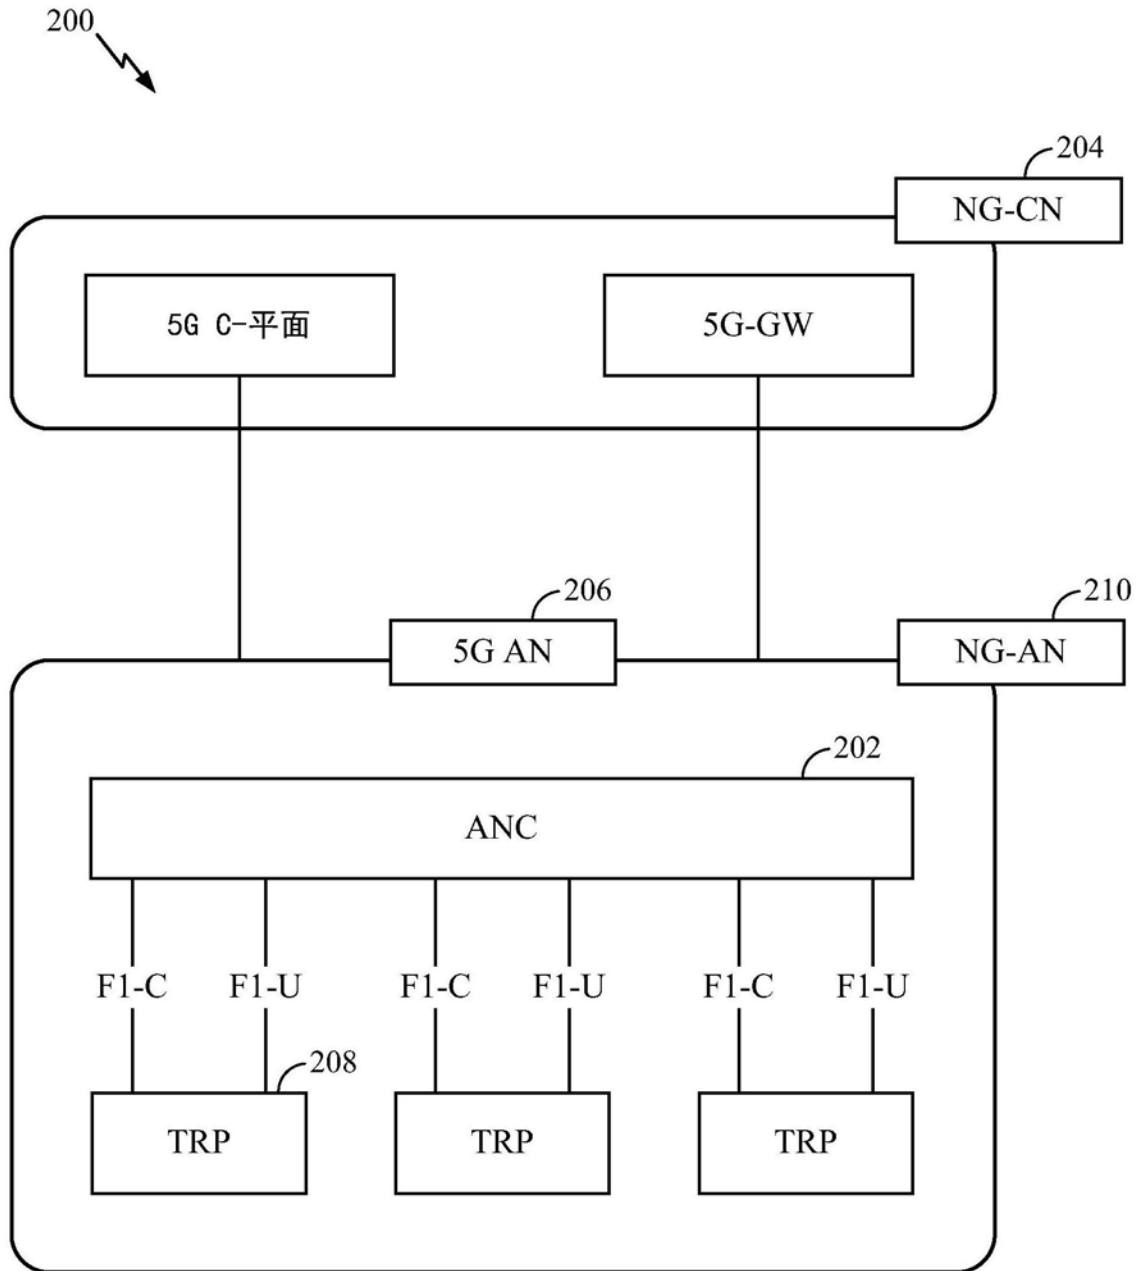 200
204
NG-CN
5G C-平面
5G-GW
206
210
5G AN
NG-AN
202
ANC
F1-C F1-U F1-C F1-U F1-C F1-U
208
TRP TRP TRP